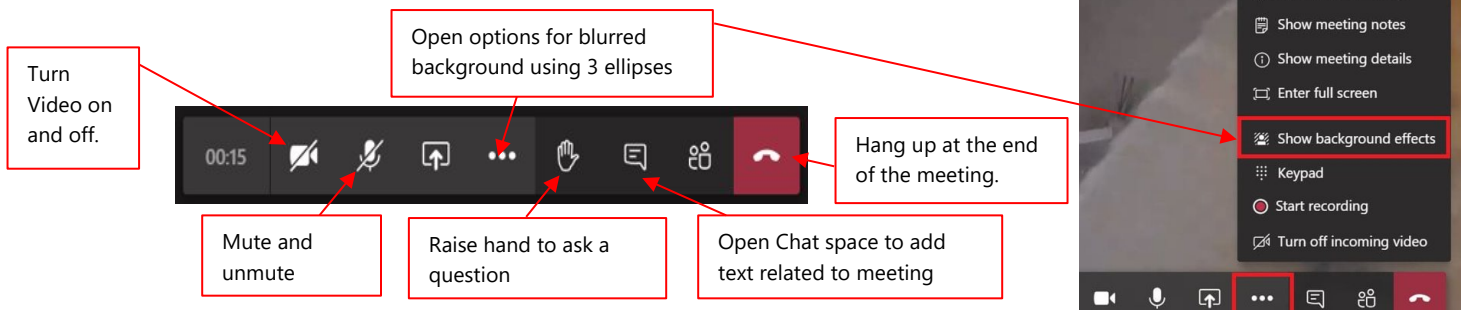 Turn
Video on
and off.
Open options for blurred
background using 3 ellipses
00:15
Hang up at the end
of the meeting.
Mute and
unmute
Raise hand to ask a
question
Open Chat space to add
text related to meeting
Show meeting notes
Show meeting details
Enter full screen
Show background effects
Keypad
Start recording
Turn off incoming video